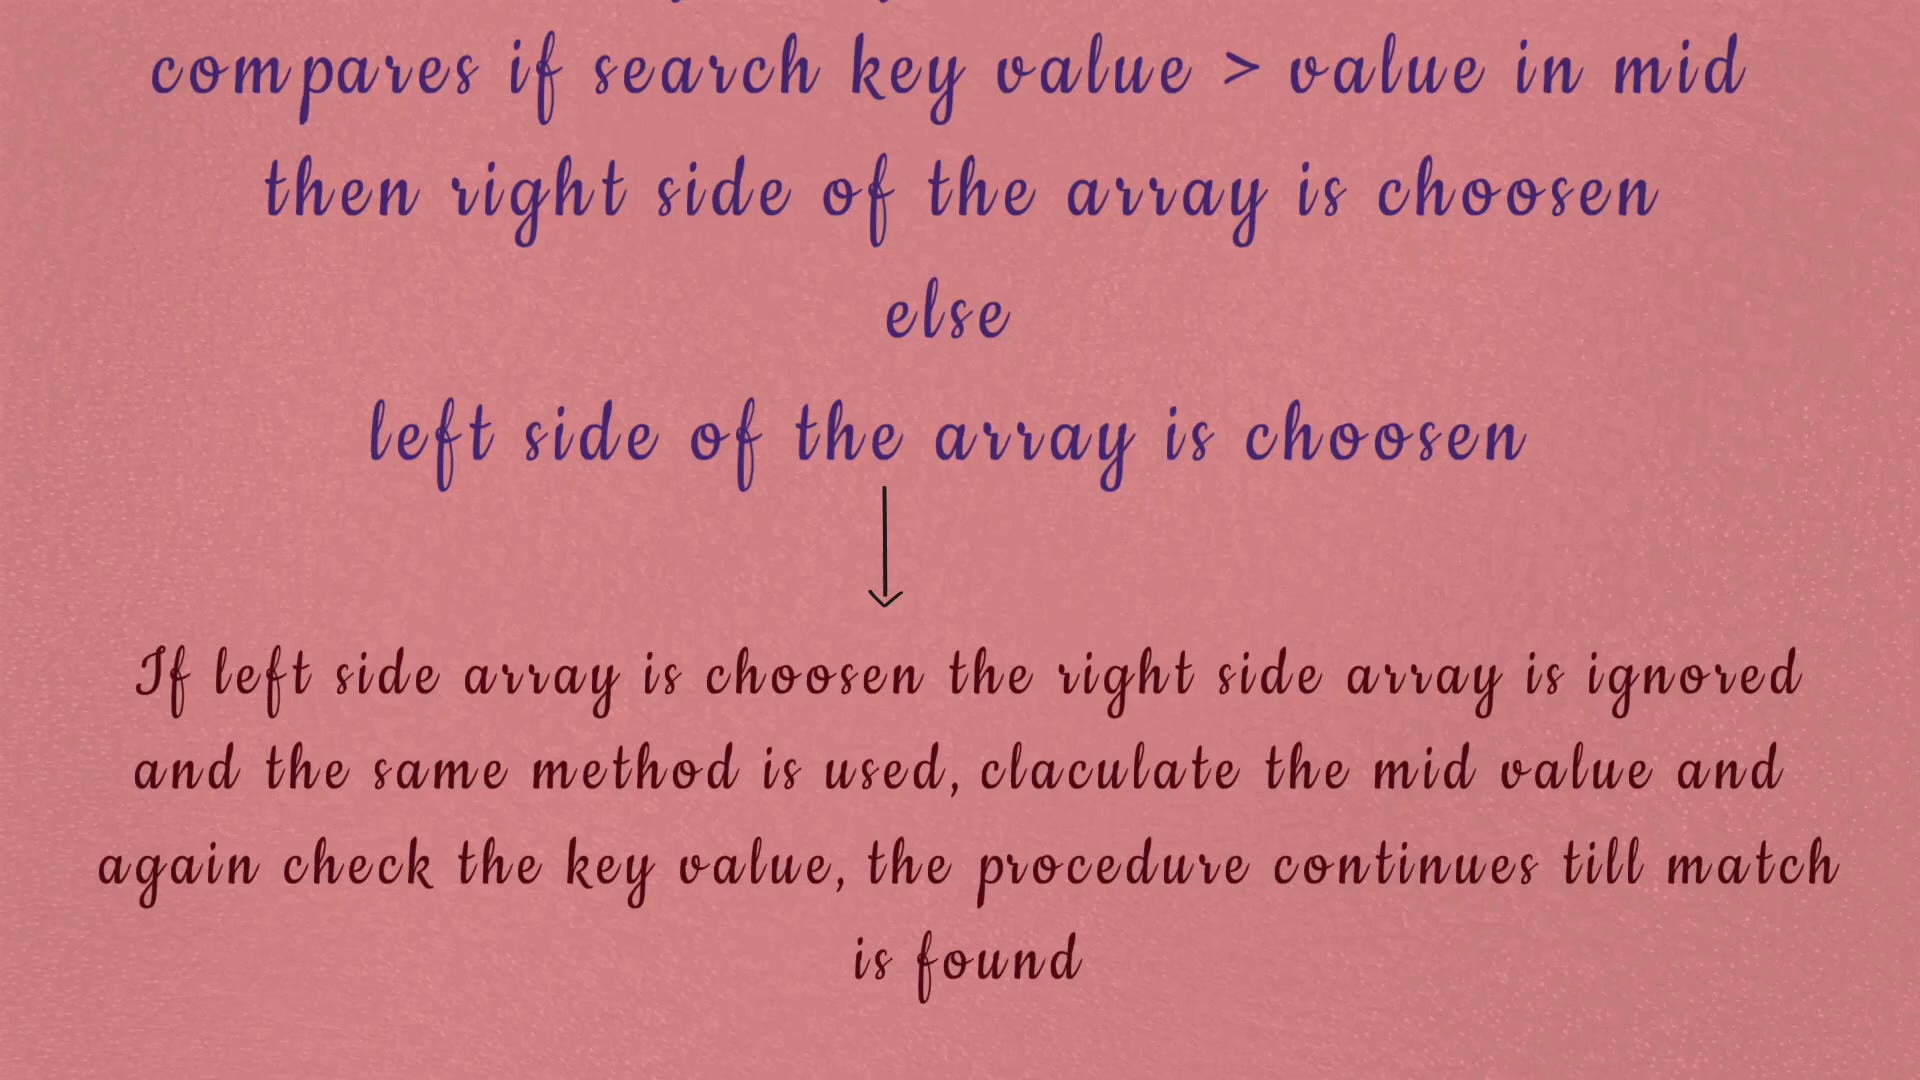 compares if search key value > value in mid
then right side of the array is choosen
else
left side of the array is choosen
If left side array is choosen the right side array is ignored
and the same method is used, claculate the mid value and
again check the key value, the procedure continues till match
is found